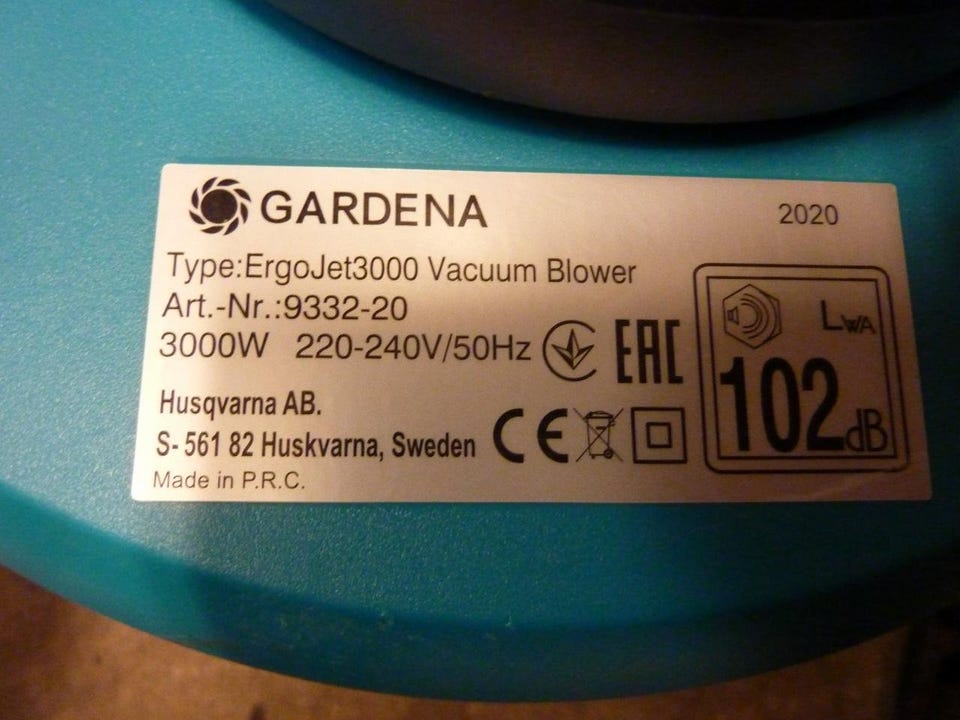 GARDENA
2020
Type:ErgoJet3000 Vacuum Blower
Art.-Nr.:9332-20
3000W 220-240V/50Hz
EAC
LWA
102dB
Husqvarna AB.
S- 561 82 Huskvarna, Sweden
CE
Made in P.R.C.